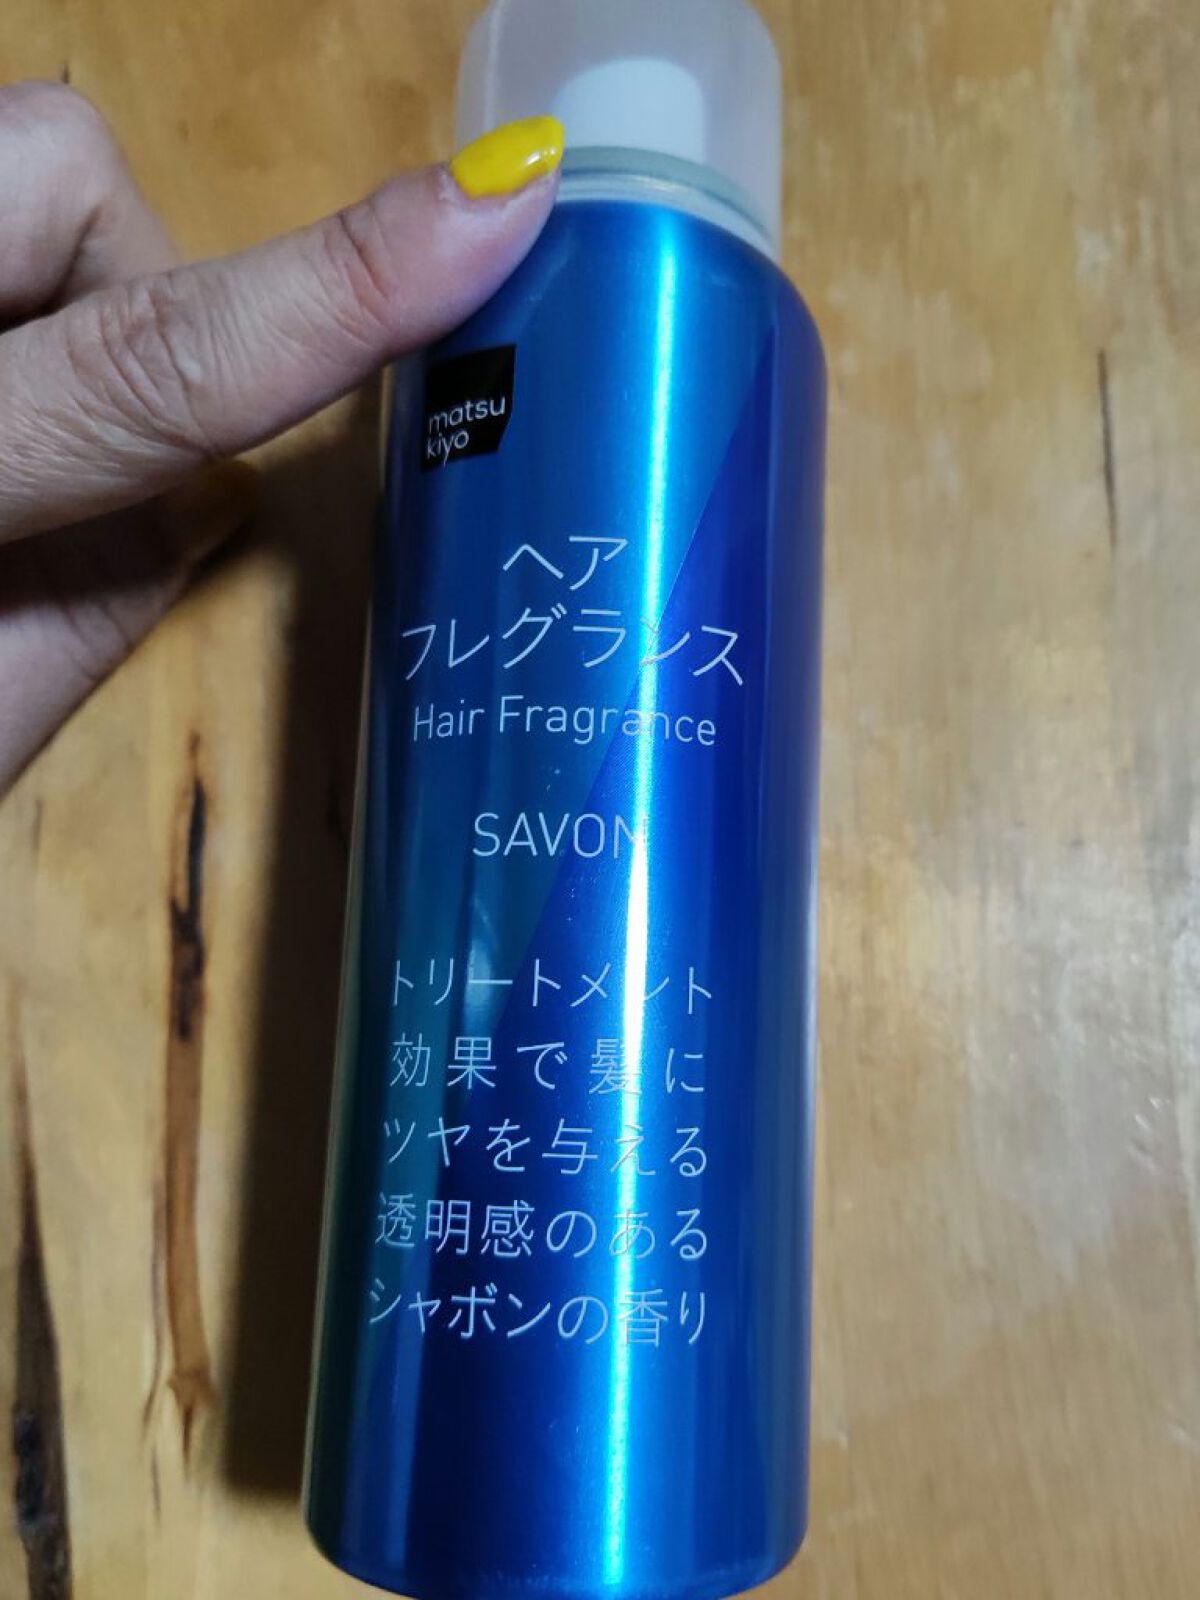 matsu
kiyo
ヘア
フレグランス
Hair Fragrance
SAVON
トリートメント
効果で髪に
ツヤを与える
透明感のある
シャボンの香り